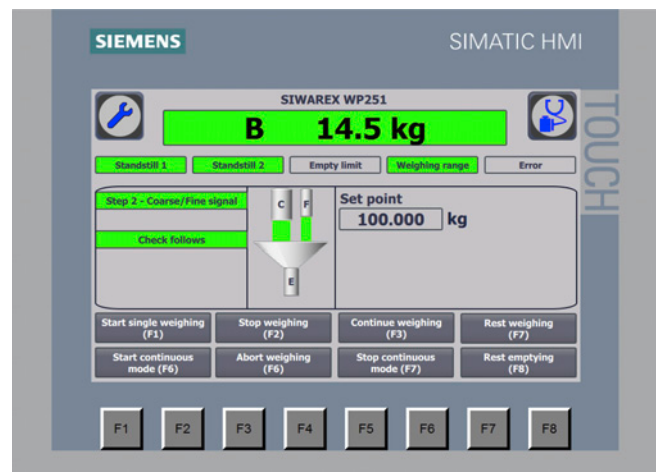 SIEMENS
SIMATIC HMI
TOUCH
SIWAREX WP251
B 14.5 kg
Standstill 1
Standstill 2
Empty limit
Weighing range
Error
Step 2 - Coarse/Fine signal
Check follows
C
F
E
Set point
100.000 kg
Start single weighing
(F1)
Stop weighing
(F2)
Continue weighing
(F3)
Rest weighing
(F7)
Start continuous
mode (F6)
Abort weighing
(F6)
Stop continuous
mode (F7)
Rest emptying
(F8)
F1
F2
F3
F4
F5
F6
F7
F8